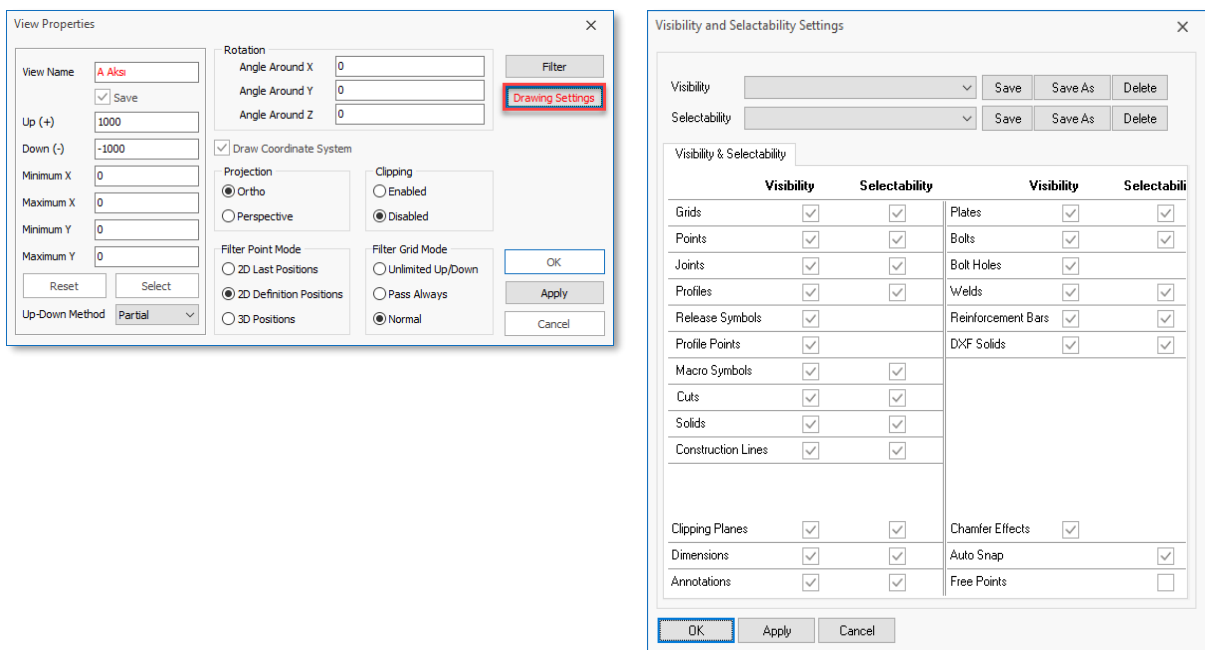 View Properties
View Name
A Aksı
Save
Up (+)
1000
Down (-)
-1000
Minimum X
0
Maximum X
0
Minimum Y
0
Maximum Y
0
Reset
Select
Up-Down Method
Partial
Rotation
Angle Around X
0
Angle Around Y
0
Angle Around Z
0
Draw Coordinate System
Projection
Ortho
Perspective
Clipping
Enabled
Disabled
Filter Point Mode
2D Last Positions
2D Definition Positions
3D Positions
Filter Grid Mode
Unlimited Up/Down
Pass Always
Normal
Filter
Drawing Settings
OK
Apply
Cancel
Visibility and Selactability Settings
Visibility
Save
Save As
Delete
Selectability
Save
Save As
Delete
Visibility & Selectability
Visibility Selectability
Grids
Points
Joints
Profiles
Release Symbols
Profile Points
Macro Symbols
Cuts
Solids
Construction Lines
Clipping Planes
Dimensions
Annotations
Visibility Selectabili
Plates
Bolts
Bolt Holes
Welds
Reinforcement Bars
DXF Solids
Chamfer Effects
Auto Snap
Free Points
OK
Apply
Cancel